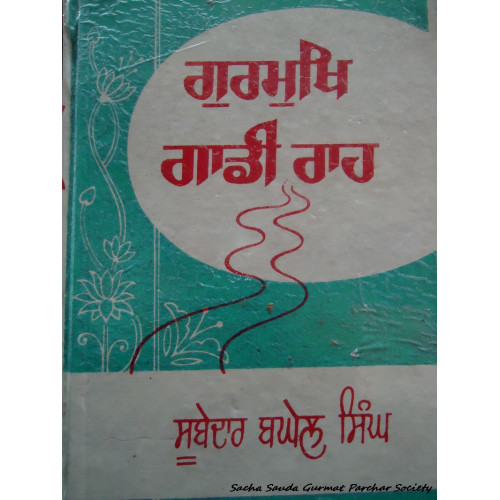 ਗੁਰਮੁਖਿ
ਗਾਡੀ ਰਾਹ
ਸੂਬੇਦਾਰ ਬਘੇਲ ਸਿੰਘ
Sacha Sauda Gurmat Parchar Society